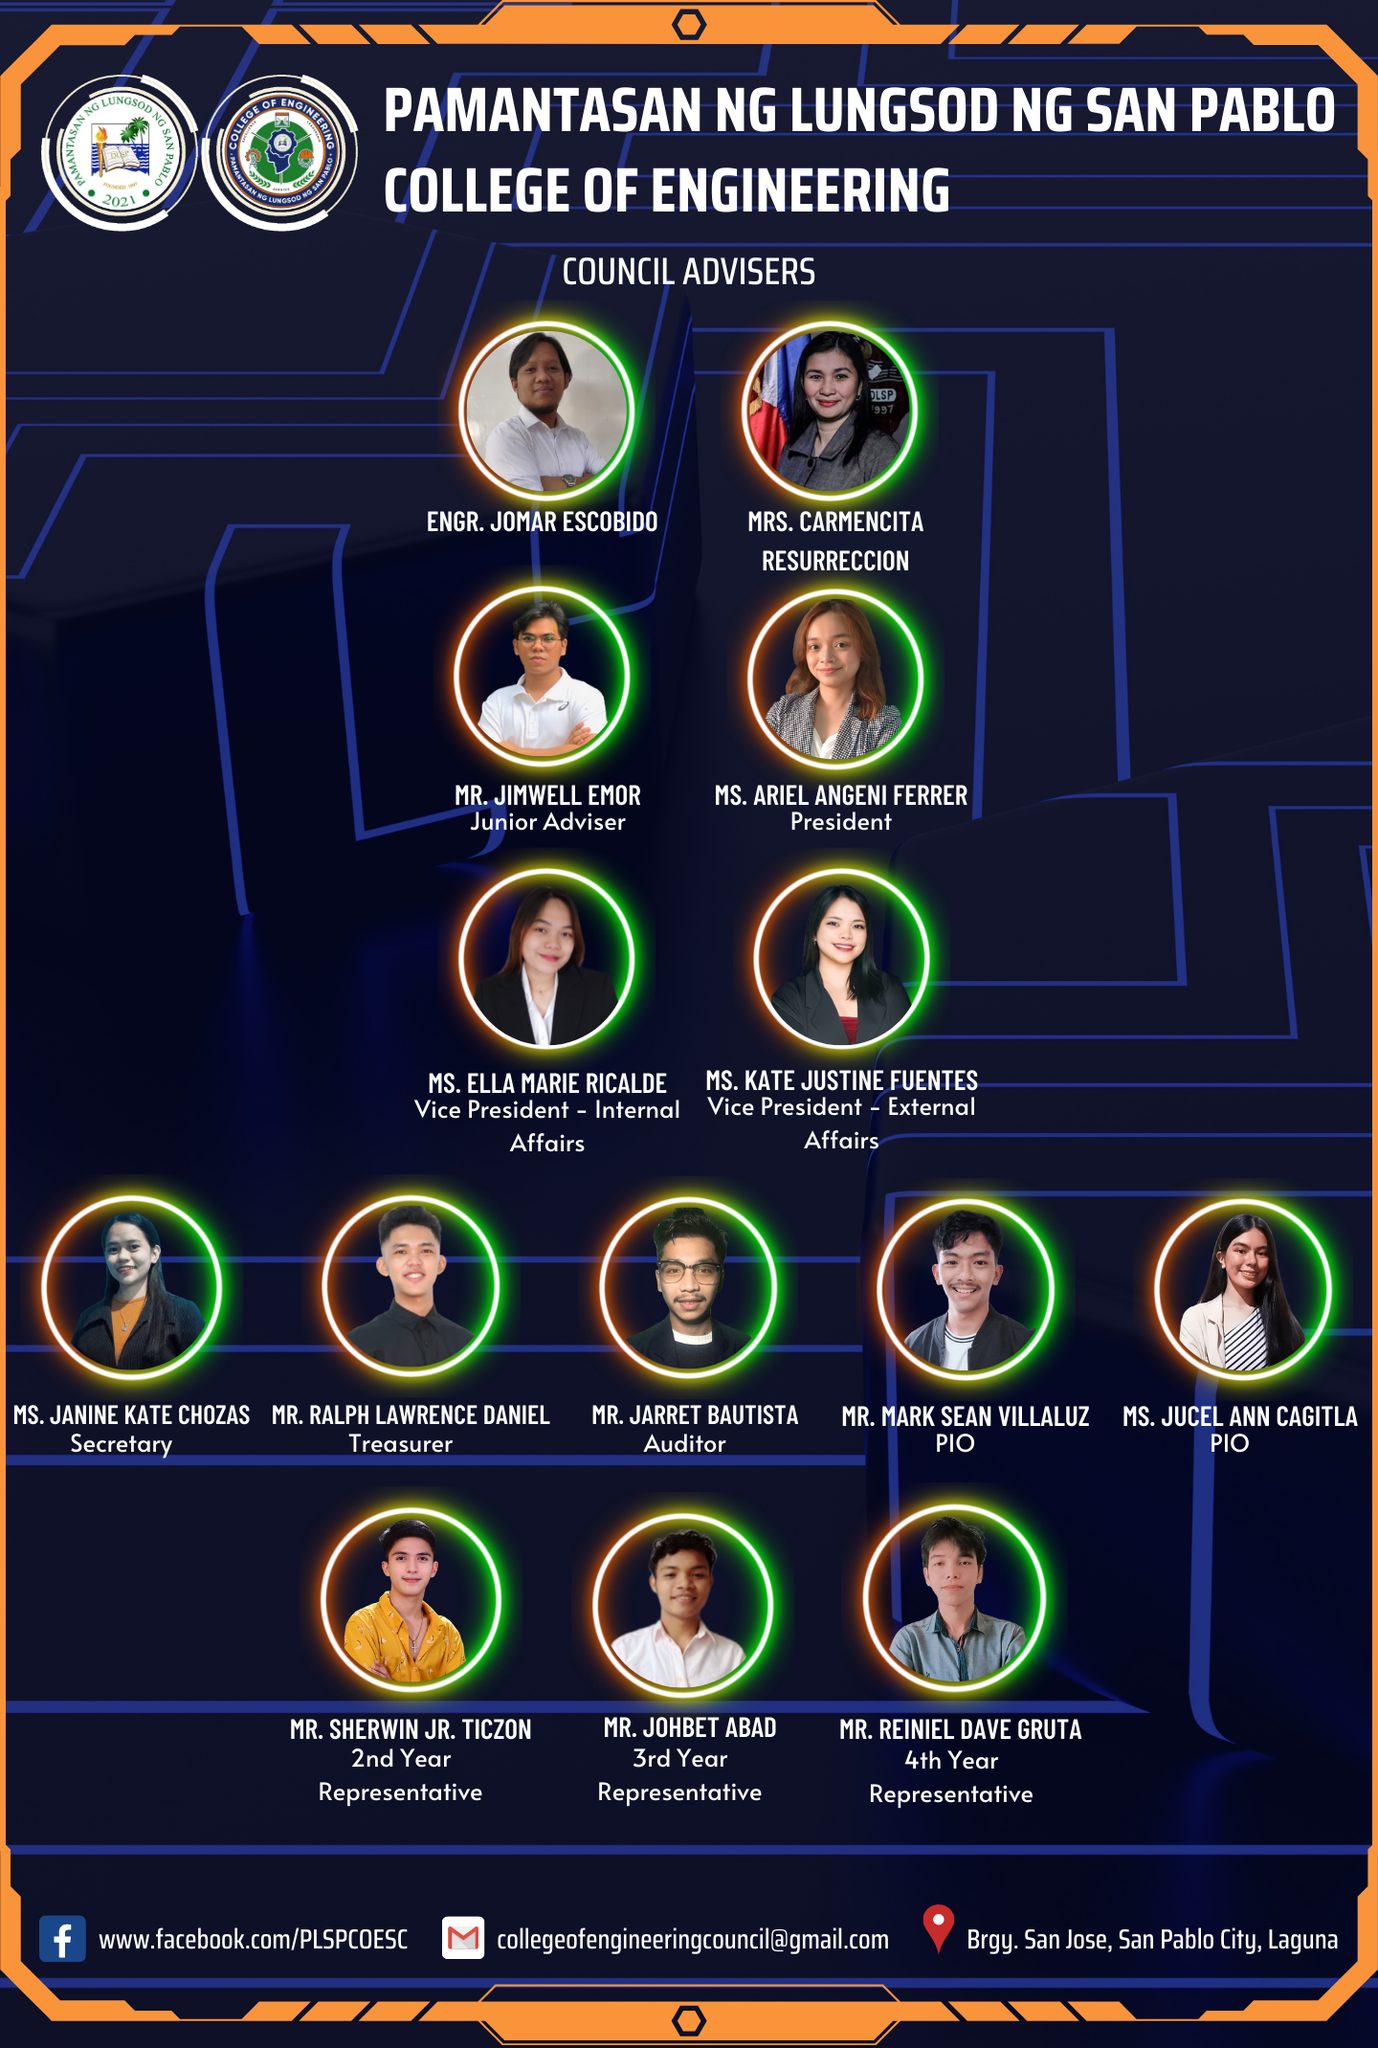 PAMANTASAN NG LUNGSOD NG SAN PABLO
2021
COLLEGE OF ENGINEERING
PAMANTASAN NG LUNGSOD NG SAN PABLO
PAMANTASAN NG LUNGSOD NG SAN PABLO
COLLEGE OF ENGINEERING
COUNCIL ADVISERS
ENGR. JOMAR ESCOBIDO
MRS. CARMENCITA
RESURRECCION
MR. JIMWELL EMOR
Junior Adviser
MS. ARIEL ANGENI FERRER
President
MS. ELLA MARIE RICALDE
Vice President - Internal
Affairs
MS. KATE JUSTINE FUENTES
Vice President - External
Affairs
MS. JANINE KATE CHOZAS
Secretary
MR. RALPH LAWRENCE DANIEL
Treasurer
MR. JARRET BAUTISTA
Auditor
MR. MARK SEAN VILLALUZ
PIO
MS. JUCEL ANN CAGITLA
PIO
MR. SHERWIN JR. TICZON
2nd Year
Representative
MR. JOHBET ABAD
3rd Year
Representative
MR. REINIEL DAVE GRUTA
4th Year
Representative
www.facebook.com/PLSPCOESC
collegeofengineeringcouncil@gmail.com
Brgy. San Jose, San Pablo City, Laguna